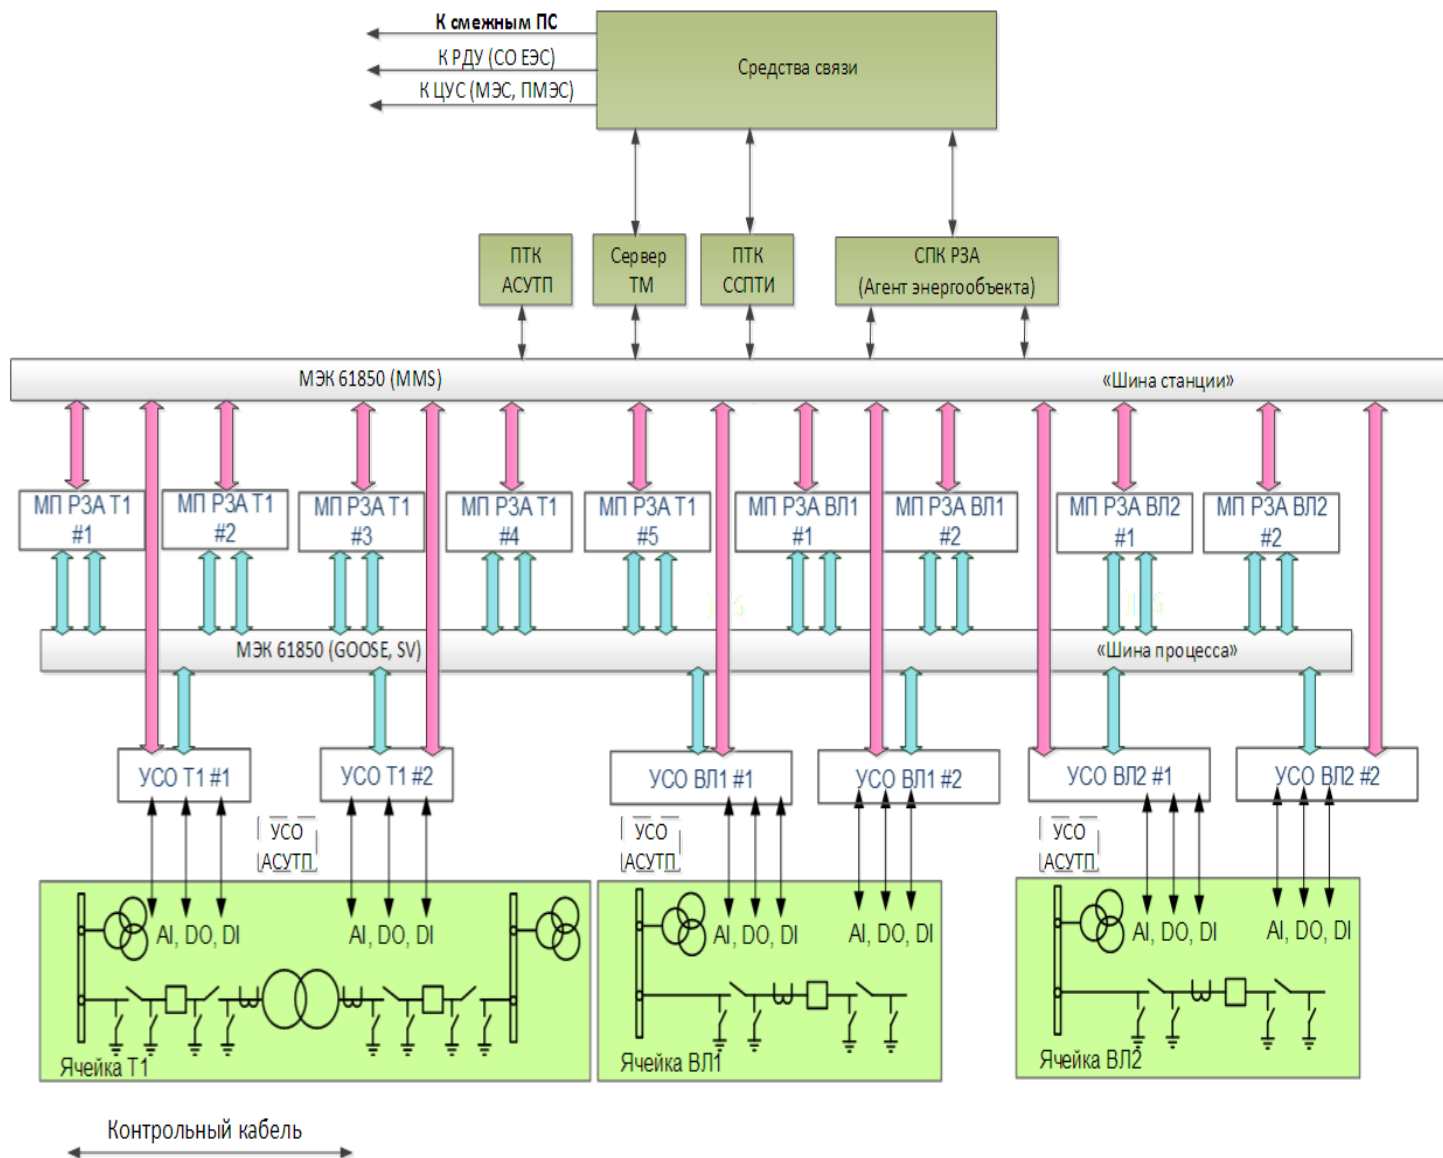 К смежным ПС
К РДУ (СО ЕЭС)
К ЦУС (МЭС, ПМЭС)
Средства связи
ПТК
АСУТП
Сервер
ТМ
ПТК
ССПТИ
СПК РЗА
(Агент энергообъекта)
МЭК 61850 (MMS)
«Шина станции»
МП РЗА Т1
#1
МП РЗА Т1
#2
МП РЗА Т1
#3
МП РЗА Т1
#4
МП РЗА Т1
#5
МП РЗА ВЛ1
#1
МП РЗА ВЛ1
#2
МП РЗА ВЛ2
#1
МП РЗА ВЛ2
#2
МЭК 61850 (GOOSE, SV)
«Шина процесса»
УСО Т1 #1
УСО Т1 #2
УСО ВЛ1 #1
УСО ВЛ1 #2
УСО ВЛ2 #1
УСО ВЛ2 #2
УСО
АСУТП
УСО
АСУТП
УСО
АСУТП
AI, DO, DI
AI, DO, DI
AI, DO, DI
AI, DO, DI
AI, DO, DI
AI, DO, DI
Ячейка Т1
Ячейка ВЛ1
Ячейка ВЛ2
Контрольный кабель